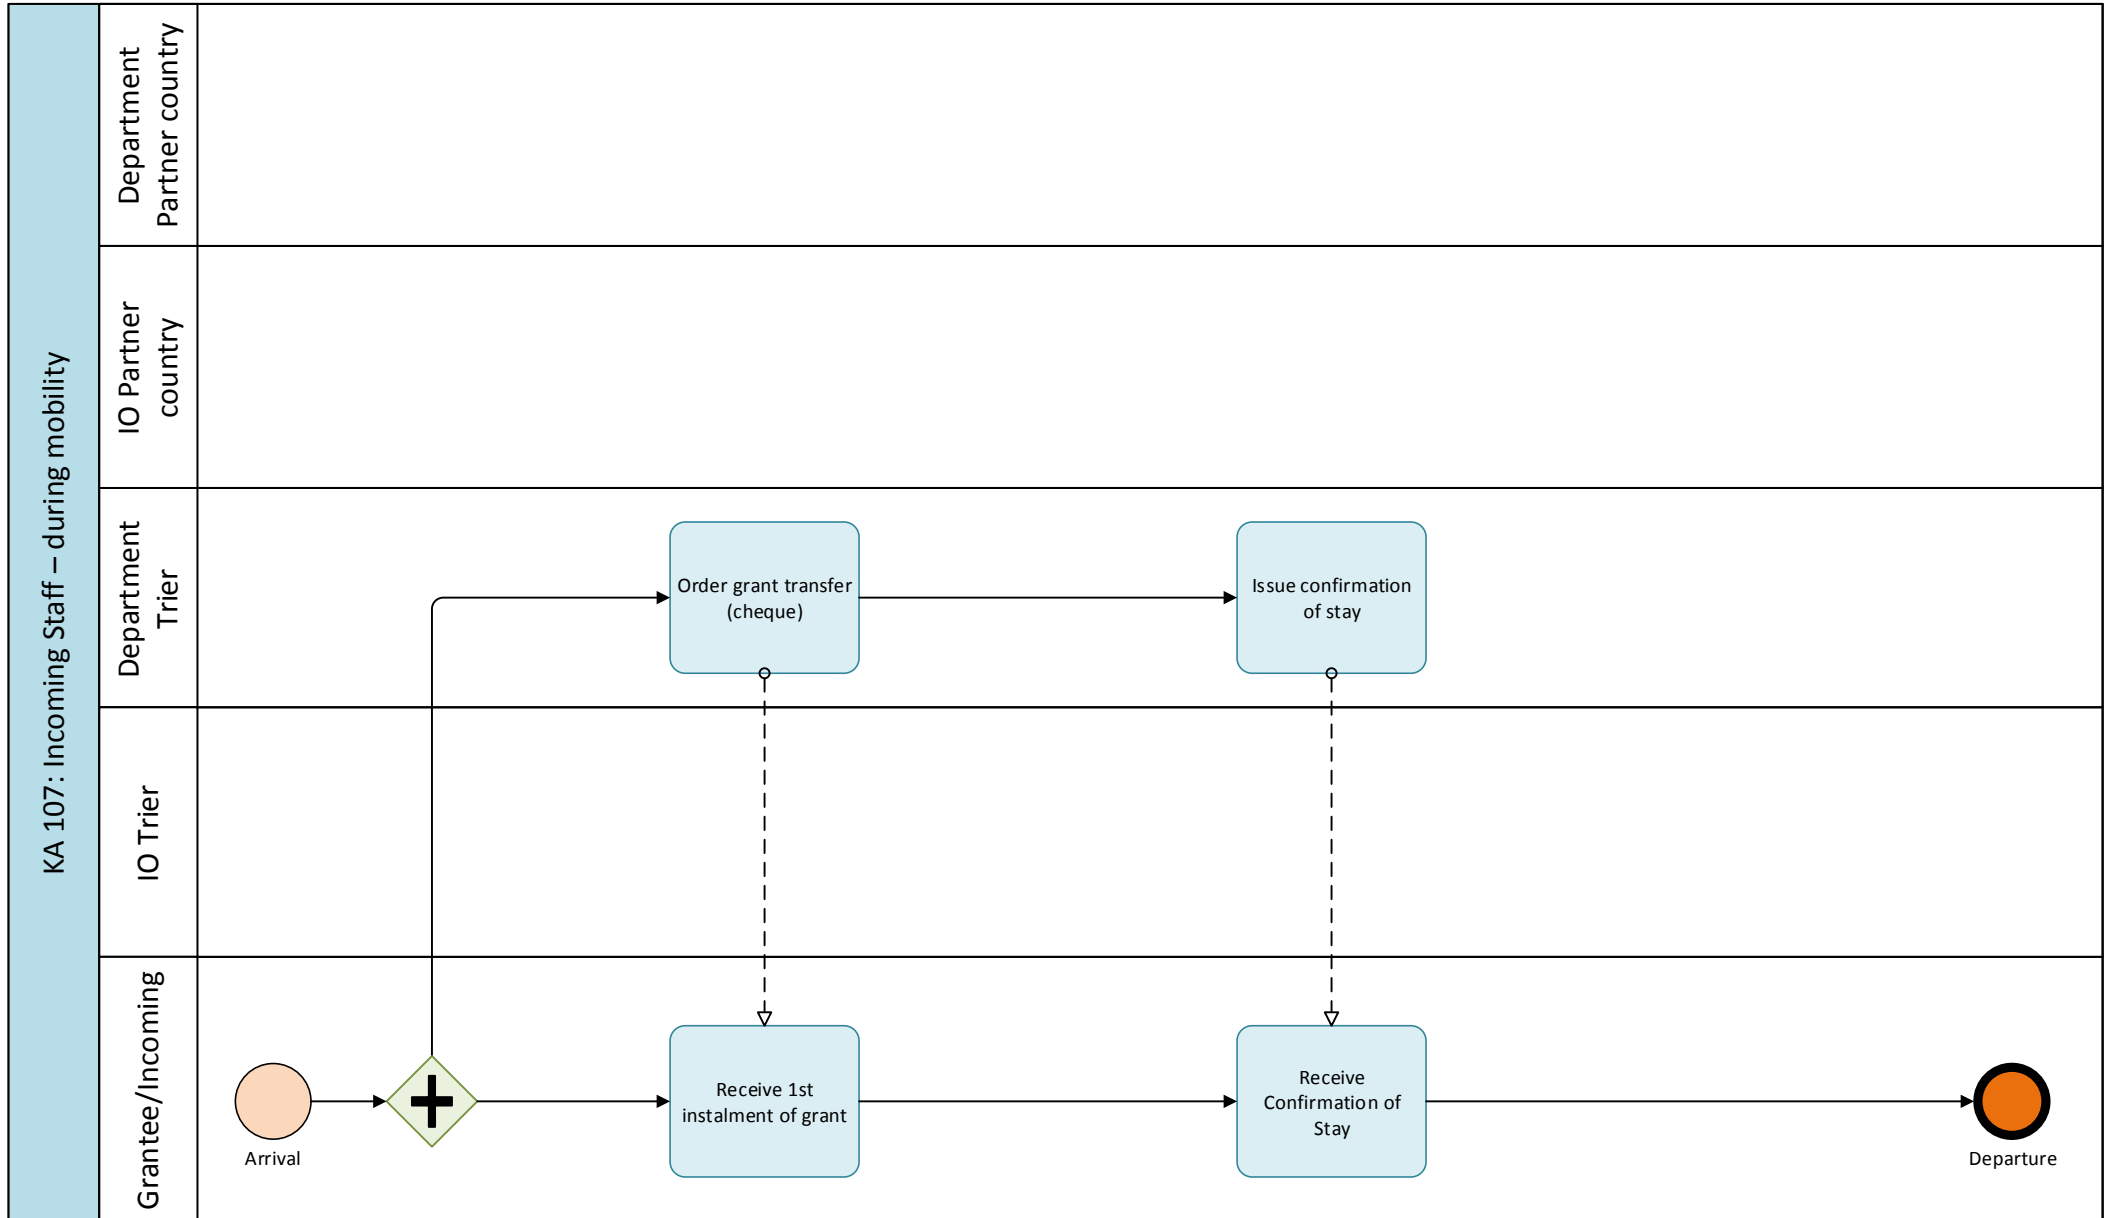 KA 107: Incoming Staff – during mobility
Department
Partner country
IO Partner
country
Department
Trier
Order grant transfer
(cheque)
Issue confirmation
of stay
IO Trier
Grantee/Incoming
Arrival
Receive 1st
instalment of grant
Receive
Confirmation of
Stay
Departure